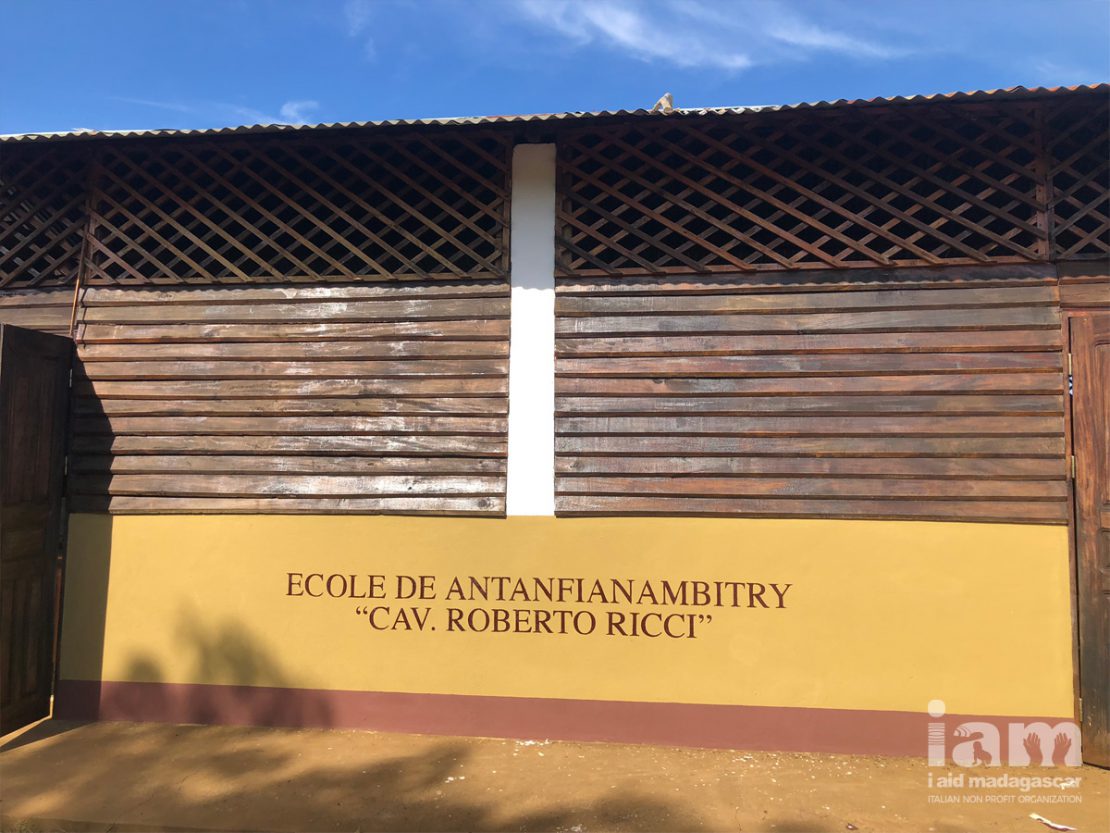 ECOLE DE ANTANFIANAMBITRY
“CAV. ROBERTO RICCI”
iam
i aid madagascar
ITALIAN NON PROFIT ORGANIZATION